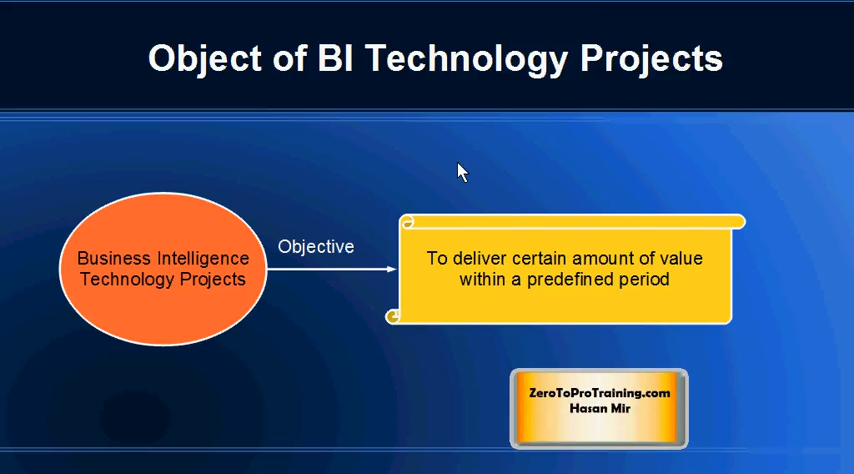 Object of BI Technology Projects
Business Intelligence
Technology Projects
Objective
To deliver certain amount of value
within a predefined period
ZeroToProTraining.com
Hasan Mir